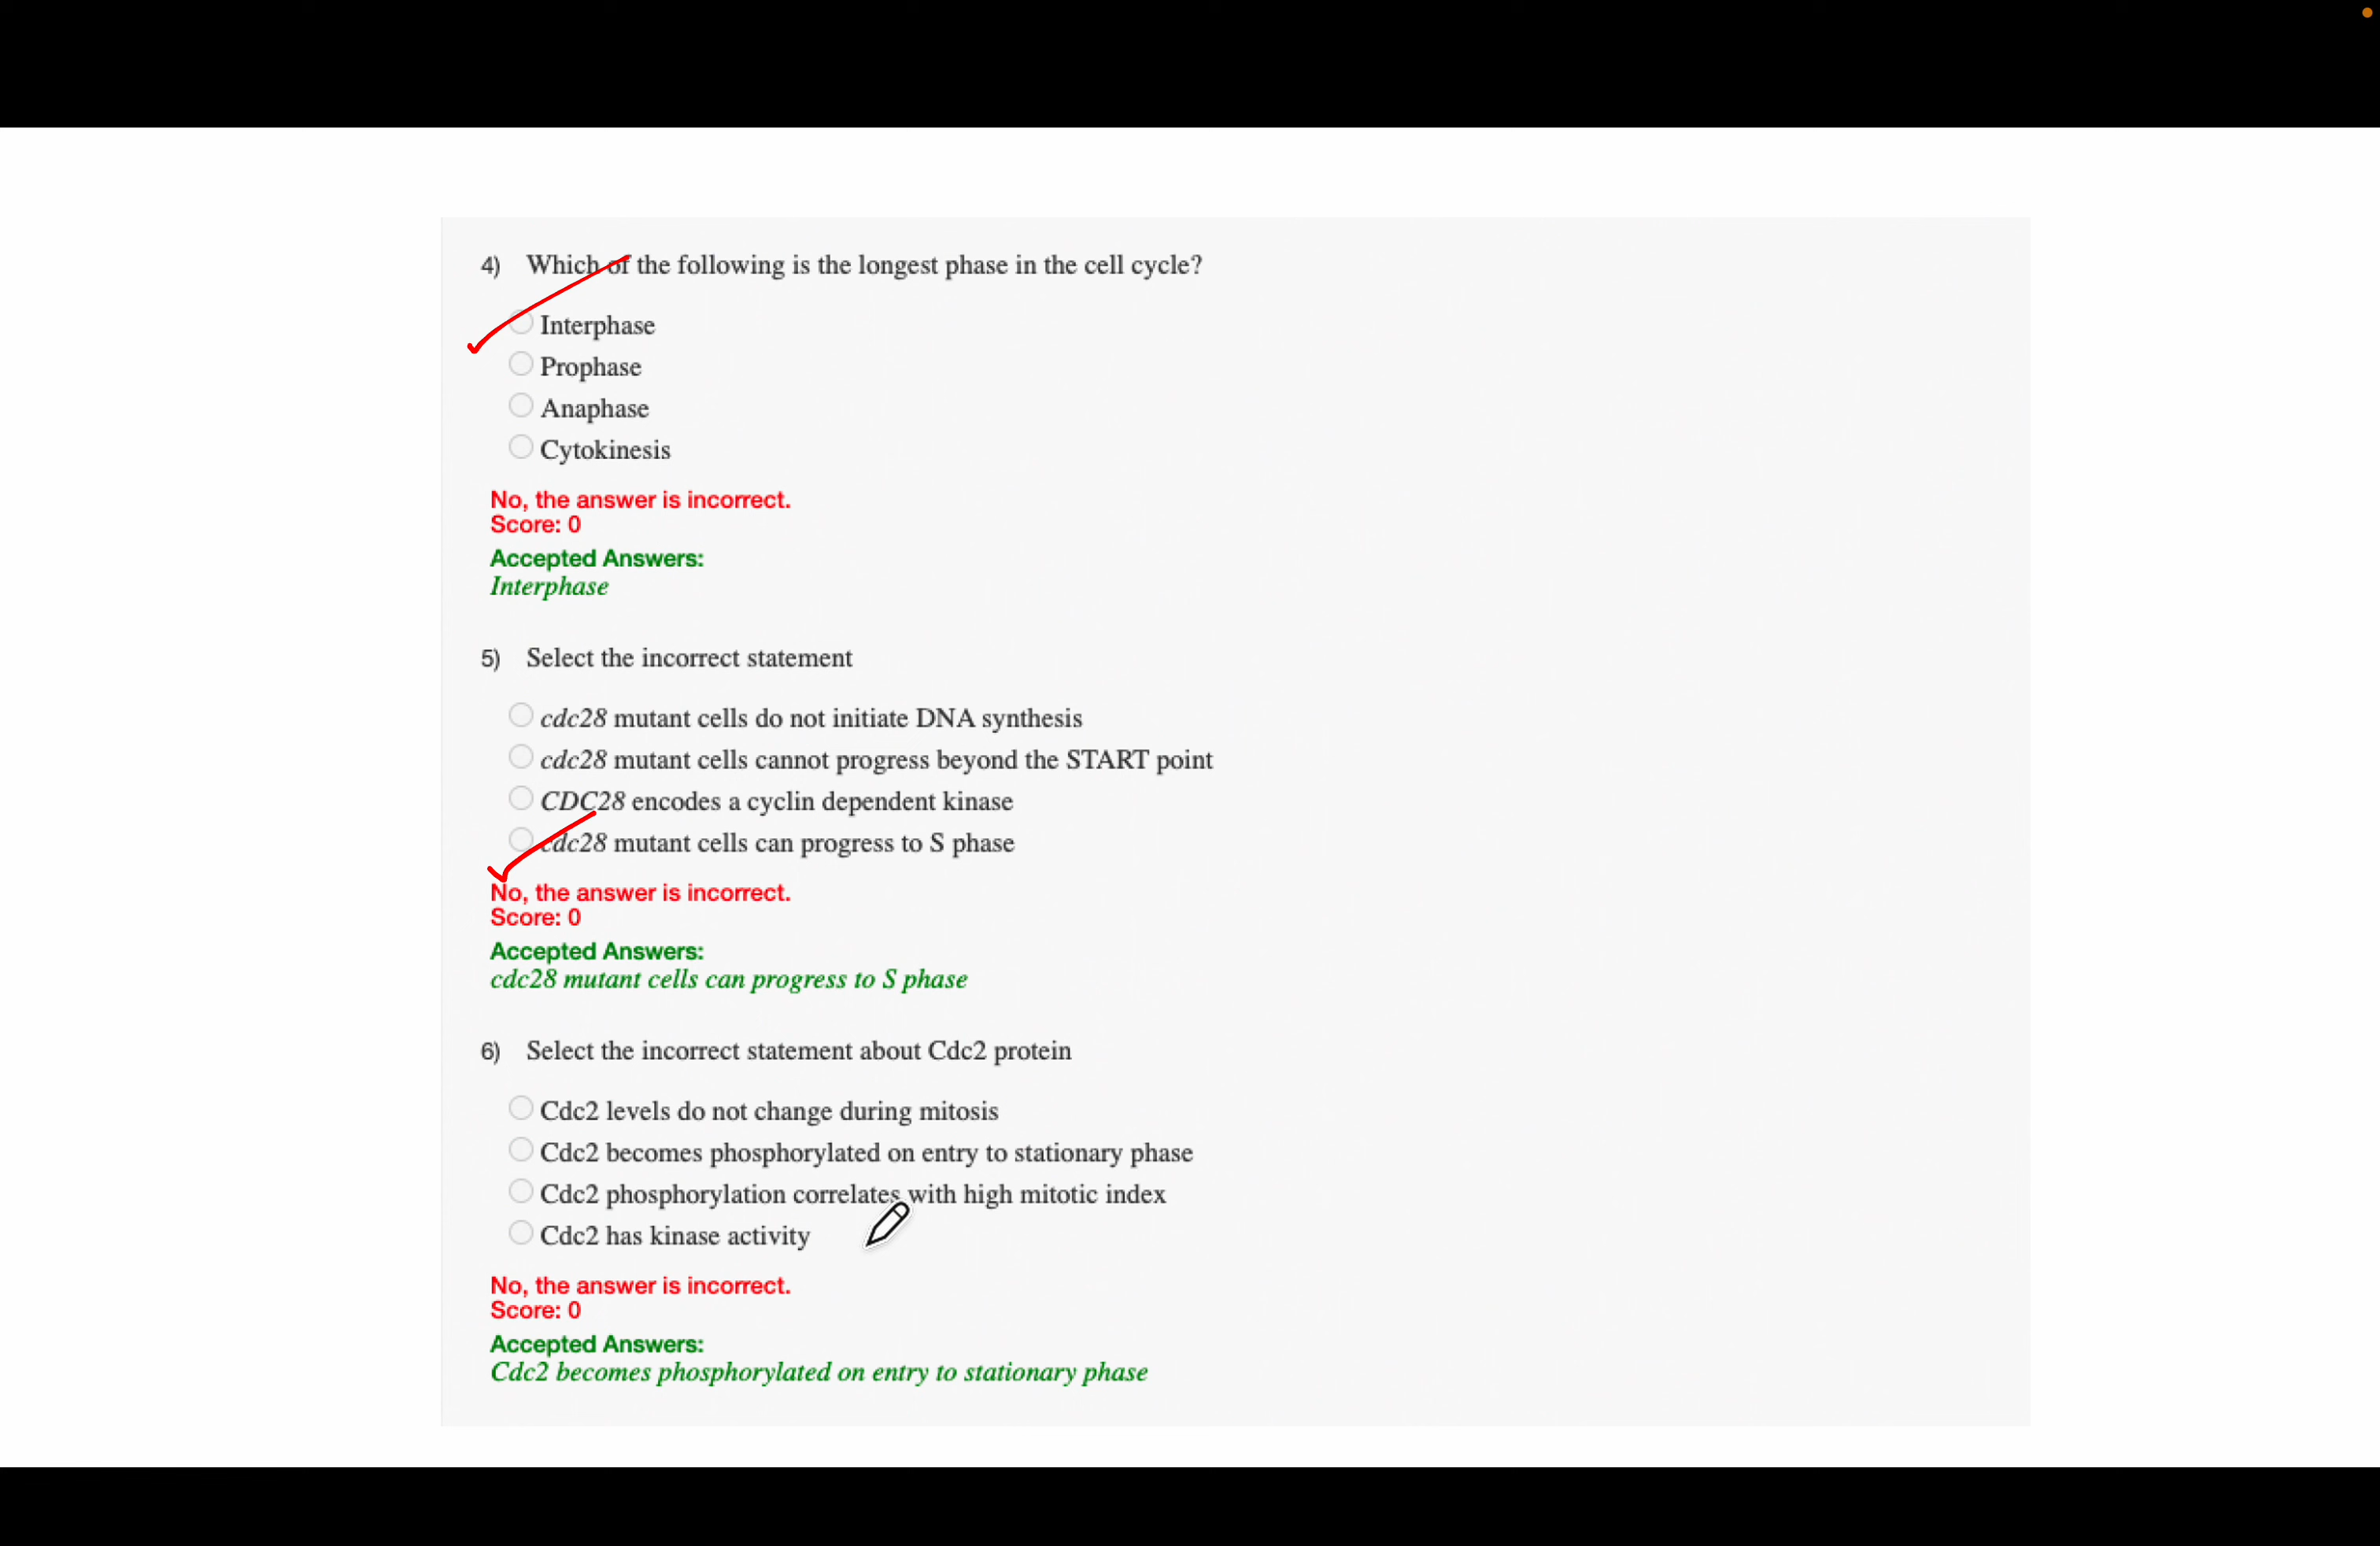 4) Which of the following is the longest phase in the cell cycle?
Interphase
Prophase
Anaphase
Cytokinesis
No, the answer is incorrect.
Score: 0
Accepted Answers:
Interphase
5) Select the incorrect statement
cdc28 mutant cells do not initiate DNA synthesis
cdc28 mutant cells cannot progress beyond the START point
CDC28 encodes a cyclin dependent kinase
cdc28 mutant cells can progress to S phase
No, the answer is incorrect.
Score: 0
Accepted Answers:
cdc28 mutant cells can progress to S phase
6) Select the incorrect statement about Cdc2 protein
Cdc2 levels do not change during mitosis
Cdc2 becomes phosphorylated on entry to stationary phase
Cdc2 phosphorylation correlates with high mitotic index
Cdc2 has kinase activity
No, the answer is incorrect.
Score: 0
Accepted Answers:
Cdc2 becomes phosphorylated on entry to stationary phase